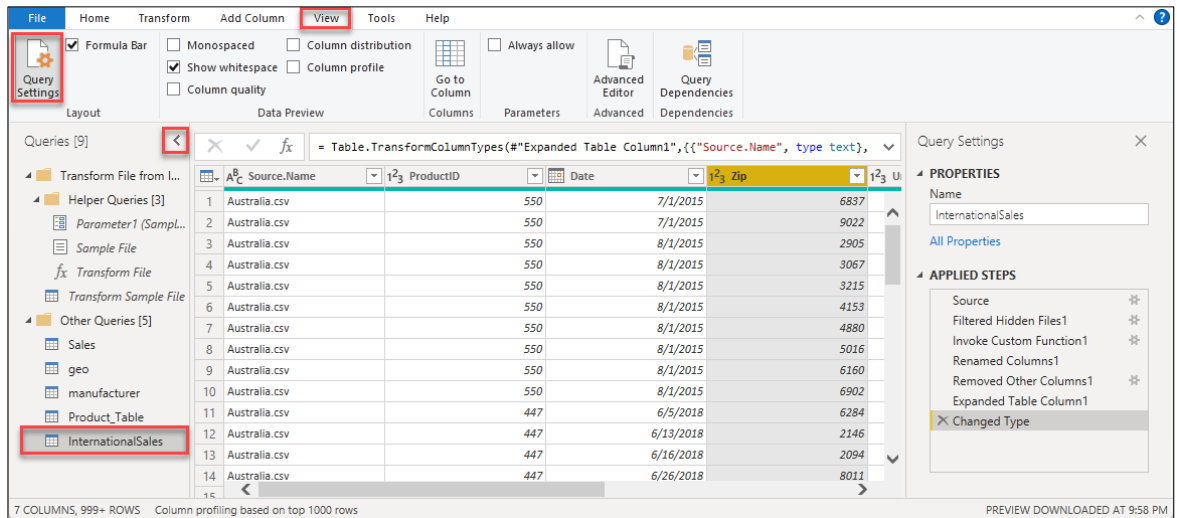 File Home Transform Add Column View Tools Help
Formula Bar Monospaced Column distribution Always allow
Show whitespace Column profile
Column quality
Query
Settings
Go to
Column
Advanced
Editor
Query
Dependencies
Layout Data Preview Columns Parameters Advanced Dependencies
Queries [9]
Transform File from I...
Helper Queries [3]
Parameter1 (Sampl...
Sample File
fx Transform File
Transform Sample File
Other Queries [5]
Sales
geo
manufacturer
Product_Table
InternationalSales
fx = Table.TransformColumnTypes(#"Expanded Table Column1",{{"Source.Name", type text},
ABC Source.Name 123 ProductID Date 123 Zip 123 U
1 Australia.csv 550 7/1/2015 6837
2 Australia.csv 550 7/1/2015 9022
3 Australia.csv 550 8/1/2015 2905
4 Australia.csv 550 8/1/2015 3067
5 Australia.csv 550 8/1/2015 3215
6 Australia.csv 550 8/1/2015 4153
7 Australia.csv 550 8/1/2015 4880
8 Australia.csv 550 8/1/2015 5016
9 Australia.csv 550 8/1/2015 6160
10 Australia.csv 550 8/1/2015 6902
11 Australia.csv 447 6/5/2018 6284
12 Australia.csv 447 6/13/2018 2146
13 Australia.csv 447 6/16/2018 2094
14 Australia.csv 447 6/26/2018 8011
15
Query Settings
PROPERTIES
Name
InternationalSales
All Properties
APPLIED STEPS
Source
Filtered Hidden Files1
Invoke Custom Function1
Renamed Columns1
Removed Other Columns1
Expanded Table Column1
Changed Type
7 COLUMNS, 999+ ROWS Column profiling based on top 1000 rows PREVIEW DOWNLOADED AT 9:58 PM